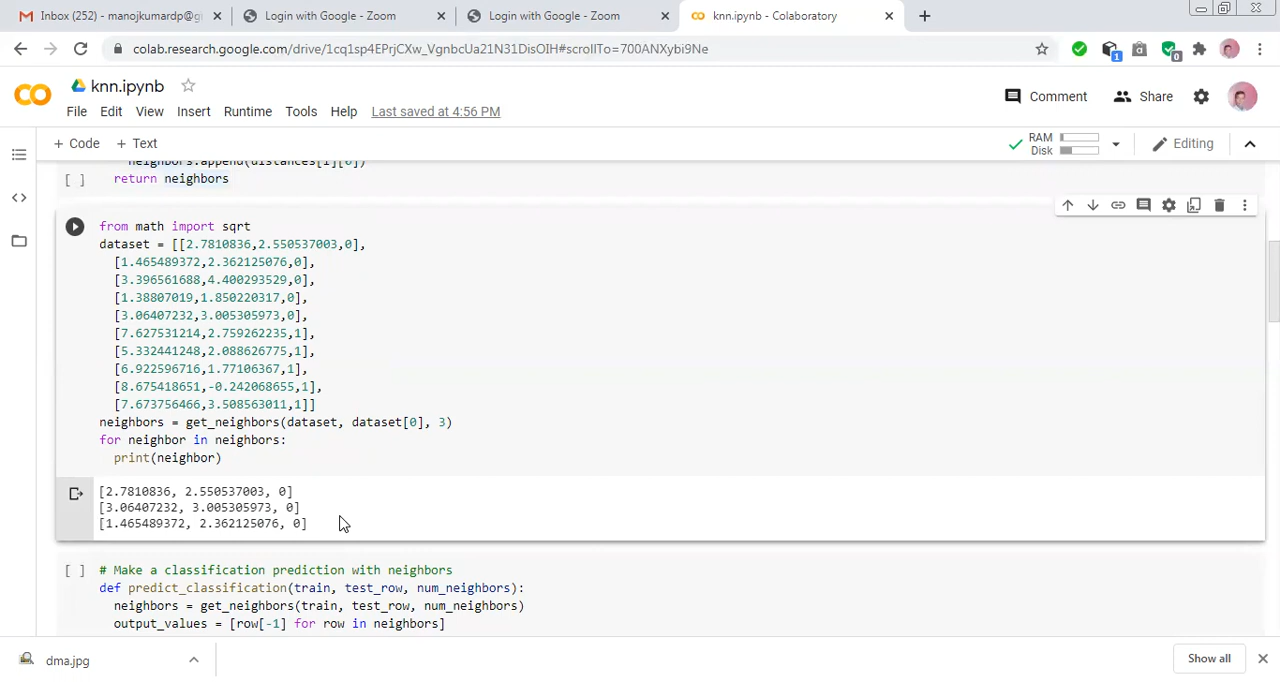 Inbox (252) - manojkumardp@g
Login with Google - Zoom
Login with Google - Zoom
knn.ipynb - Colaboratory
colab.research.google.com/drive/1cq1sp4EPrjCXw_VgnbcUa21N31DisOIH#scrollTo=700ANXybi9Ne
1
0
CO knn.ipynb
Comment Share
File Edit View Insert Runtime Tools Help Last saved at 4:56 PM
+ Code + Text
RAM
Disk
Editing
neighbors.append(distances[i][0])
[ ] return neighbors
from math import sqrt
dataset = [[2.7810836,2.550537003,0],
[1.465489372,2.362125076,0],
[3.396561688,4.400293529,0],
[1.38807019,1.850220317,0],
[3.06407232,3.005305973,0],
[7.627531214,2.759262235,1],
[5.332441248,2.088626775,1],
[6.922596716,1.77106367,1],
[8.675418651,-0.242068655,1],
[7.673756466,3.508563011,1]]
neighbors = get_neighbors(dataset, dataset[0], 3)
for neighbor in neighbors:
print(neighbor)
[2.7810836, 2.550537003, 0]
[3.06407232, 3.005305973, 0]
[1.465489372, 2.362125076, 0]
[ ] # Make a classification prediction with neighbors
def predict_classification(train, test_row, num_neighbors):
neighbors = get_neighbors(train, test_row, num_neighbors)
output_values = [row[-1] for row in neighbors]
dma.jpg
Show all